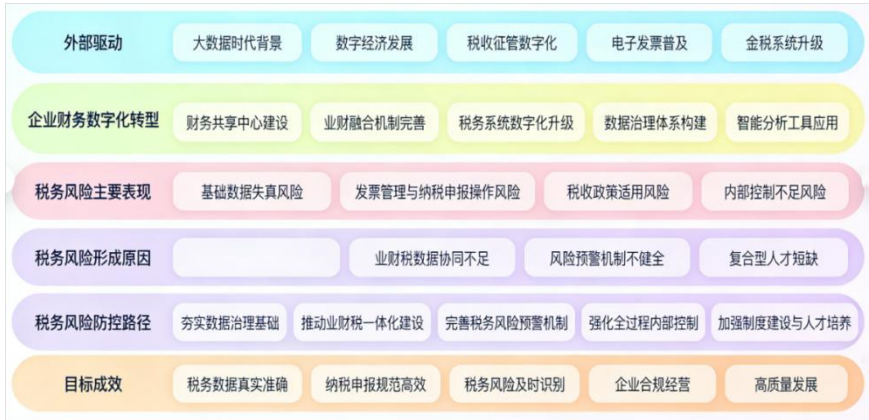 外部驱动 大数据时代背景 数字经济发展 税收征管数字化 电子发票普及 金税系统升级
企业财务数字化转型 财务共享中心建设 业财融合机制完善 税务系统数字化升级 数据治理体系构建 智能分析工具应用
税务风险主要表现 基础数据失真风险 发票管理与纳税申报操作风险 税收政策适用风险 内部控制不足风险
税务风险形成原因 业财税数据协同不足 风险预警机制不健全 复合型人才短缺
税务风险防控路径 夯实数据治理基础 推动业财税一体化建设 完善税务风险预警机制 强化全过程内部控制 加强制度建设与人才培养
目标成效 税务数据真实准确 纳税申报规范高效 税务风险及时识别 企业合规经营 高质量发展